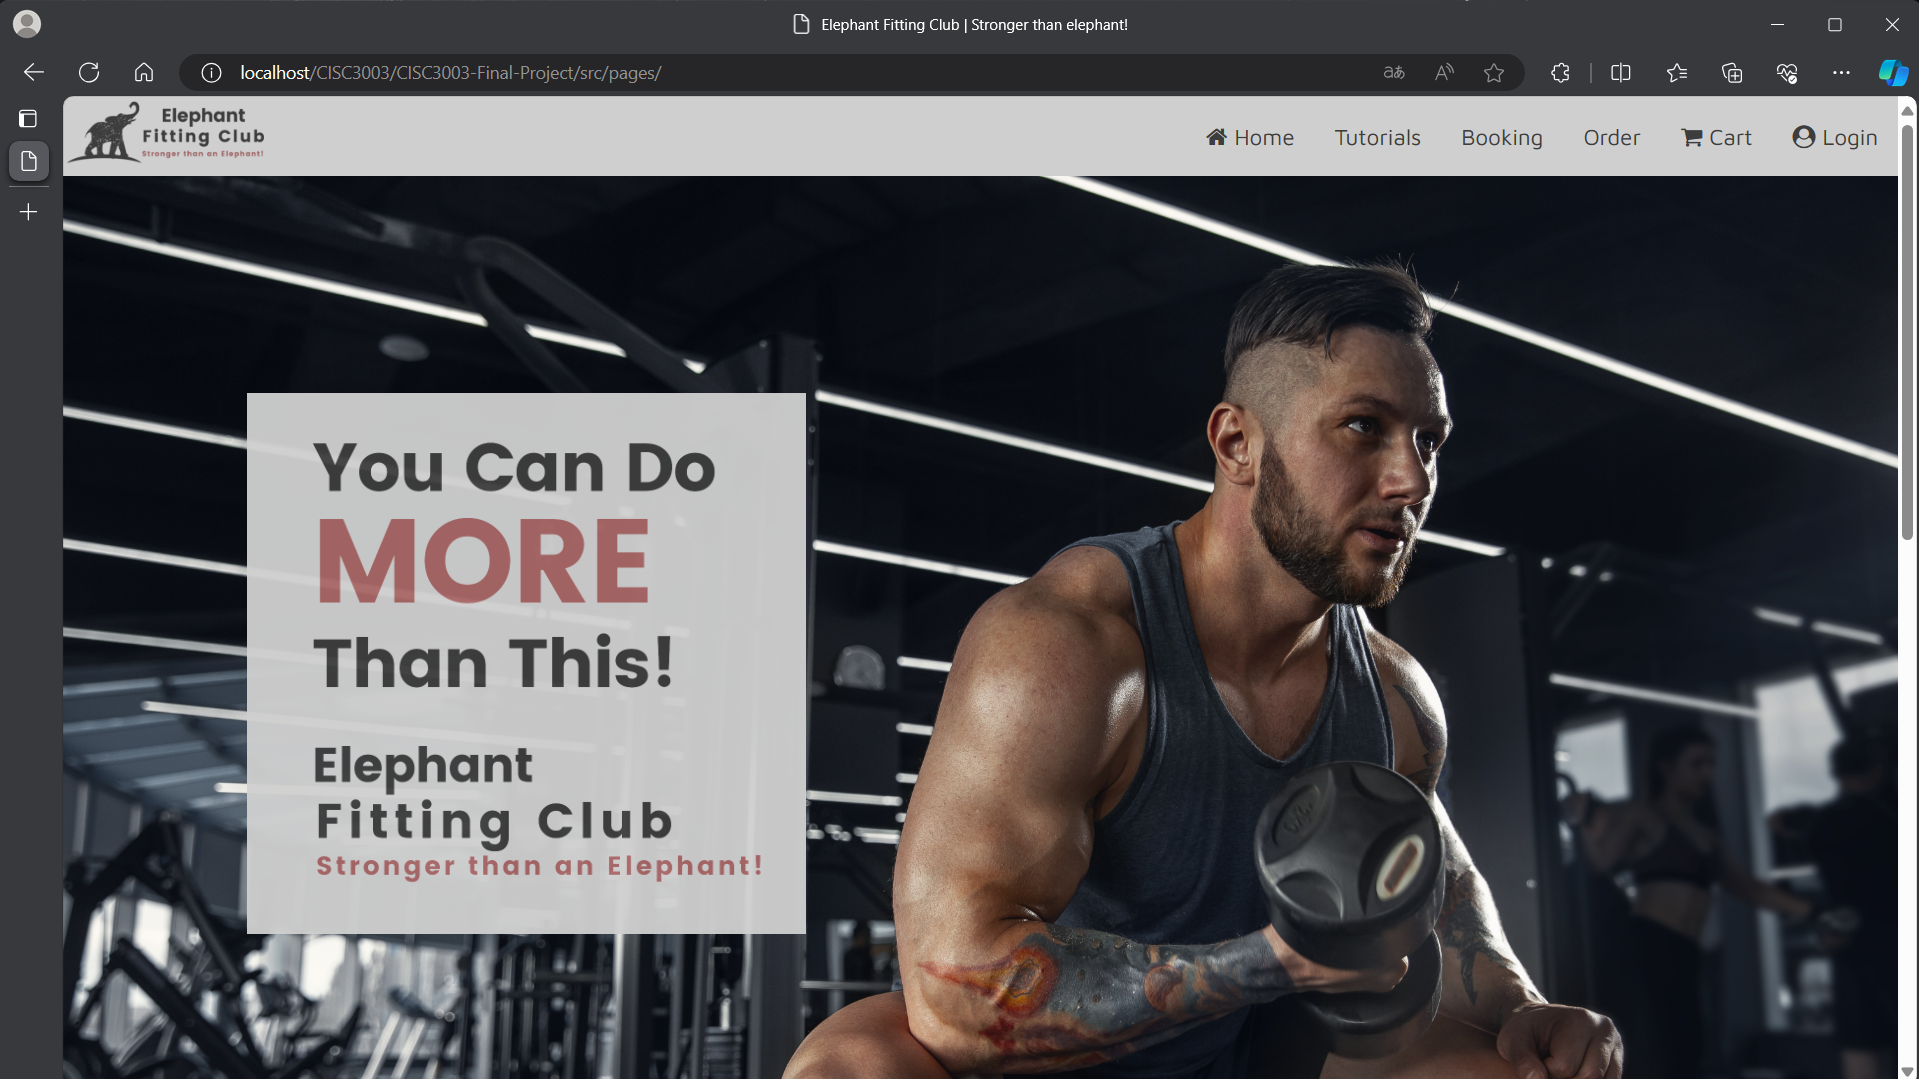 Elephant Fitting Club | Stronger than elephant!
localhost/CISC3003/CISC3003-Final-Project/src/pages/
Elephant
Fitting Club
Stronger than an Elephant!
Home Tutorials Booking Order Cart Login
You Can Do
MORE
Than This!
Elephant
Fitting Club
Stronger than an Elephant!